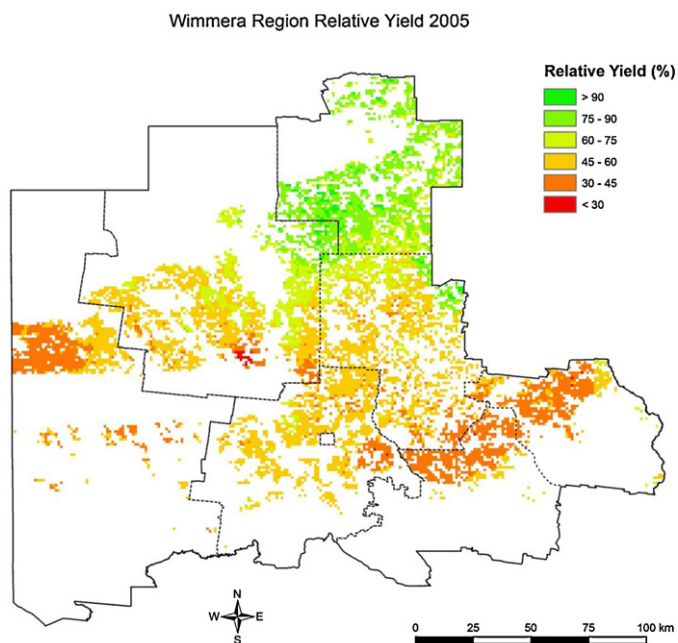 Wimmera Region Relative Yield 2005
Relative Yield (%)
> 90
75 - 90
60 - 75
45 - 60
30 - 45
< 30
N
W E
S
0 25 50 75 100 km